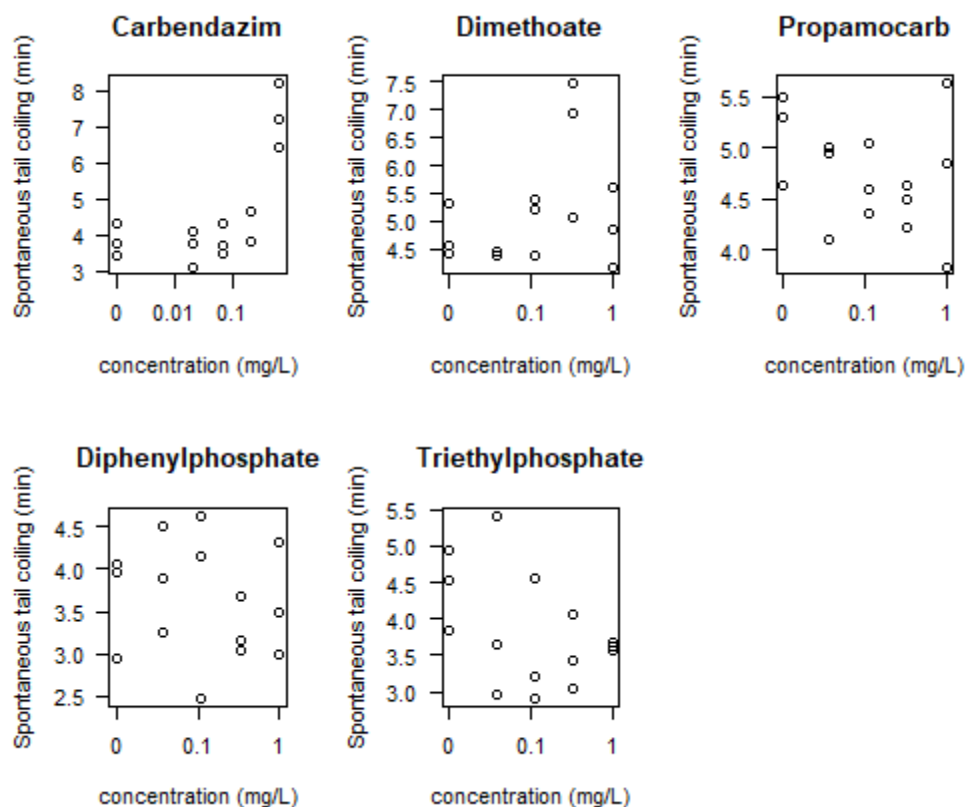 Carbendazim
Spontaneous tail coiling (min)
8
7
6
5
4
3
0 0.01 0.1
concentration (mg/L)
Dimethoate
Spontaneous tail coiling (min)
7.5
7.0
6.5
6.0
5.5
5.0
4.5
0 0.1 1
concentration (mg/L)
Propamocarb
Spontaneous tail coiling (min)
5.5
5.0
4.5
4.0
0 0.1 1
concentration (mg/L)
Diphenylphosphate
Spontaneous tail coiling (min)
4.5
4.0
3.5
3.0
2.5
0 0.1 1
concentration (mg/L)
Triethylphosphate
Spontaneous tail coiling (min)
5.5
5.0
4.5
4.0
3.5
3.0
0 0.1 1
concentration (mg/L)